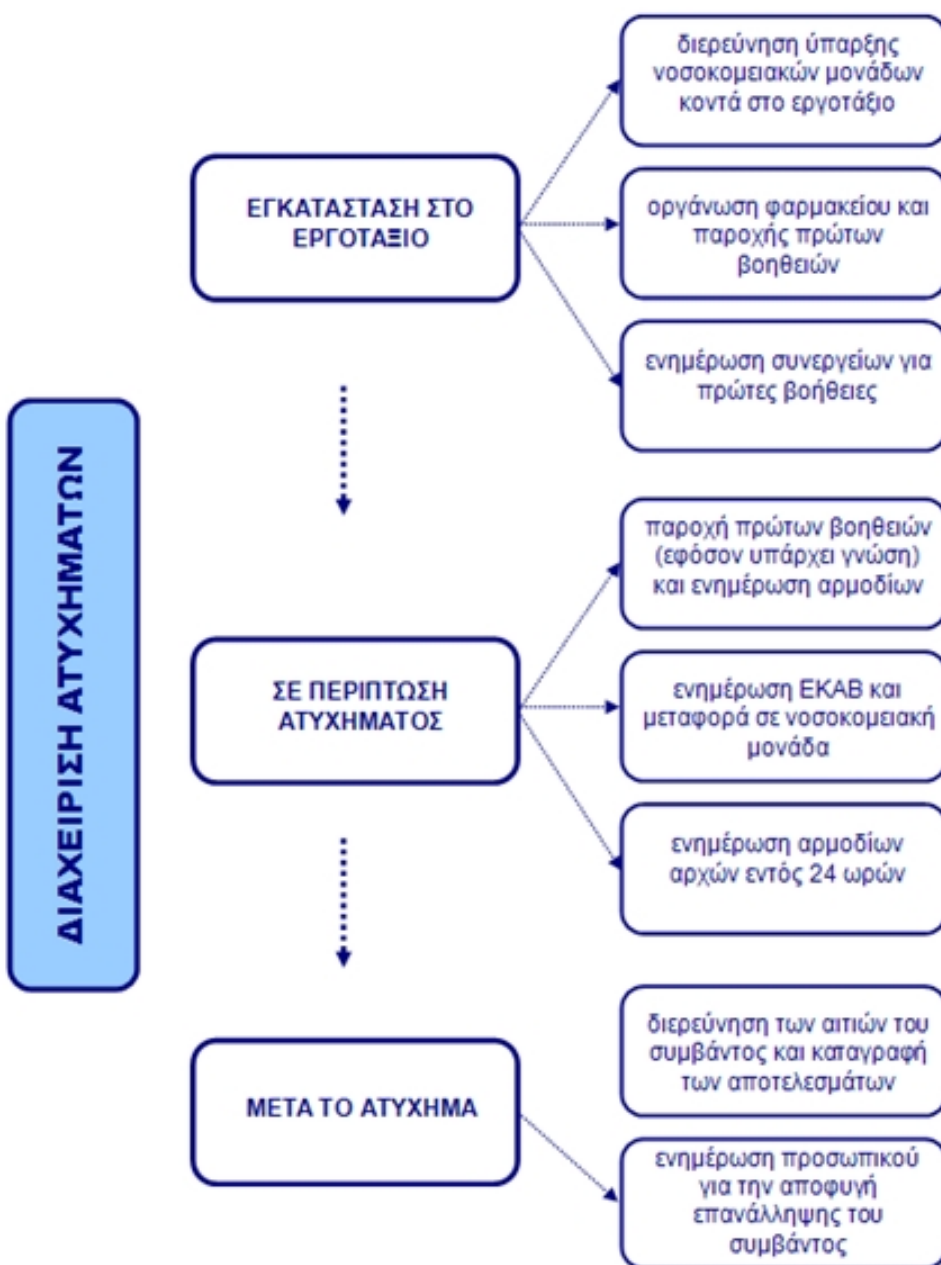 ΔΙΑΧΕΙΡΙΣΗ ΑΤΥΧΗΜΑΤΩΝ
ΕΓΚΑΤΑΣΤΑΣΗ ΣΤΟ
ΕΡΓΟΤΑΞΙΟ
διερεύνηση ύπαρξης
νοσοκομειακών μονάδων
κοντά στο εργοτάξιο
οργάνωση φαρμακείου και
παροχής πρώτων
βοηθειών
ενημέρωση συνεργείων για
πρώτες βοήθειες
ΣΕ ΠΕΡΙΠΤΩΣΗ
ΑΤΥΧΗΜΑΤΟΣ
παροχή πρώτων βοηθειών
(εφόσον υπάρχει γνώση)
και ενημέρωση αρμοδίων
ενημέρωση ΕΚΑΒ και
μεταφορά σε νοσοκομειακή
μονάδα
ενημέρωση αρμοδίων
αρχών εντός 24 ωρών
ΜΕΤΑ ΤΟ ΑΤΥΧΗΜΑ
διερεύνηση των αιτιών του
συμβάντος και καταγραφή
των αποτελεσμάτων
ενημέρωση προσωπικού
για την αποφυγή
επανάλληψης του
συμβάντος